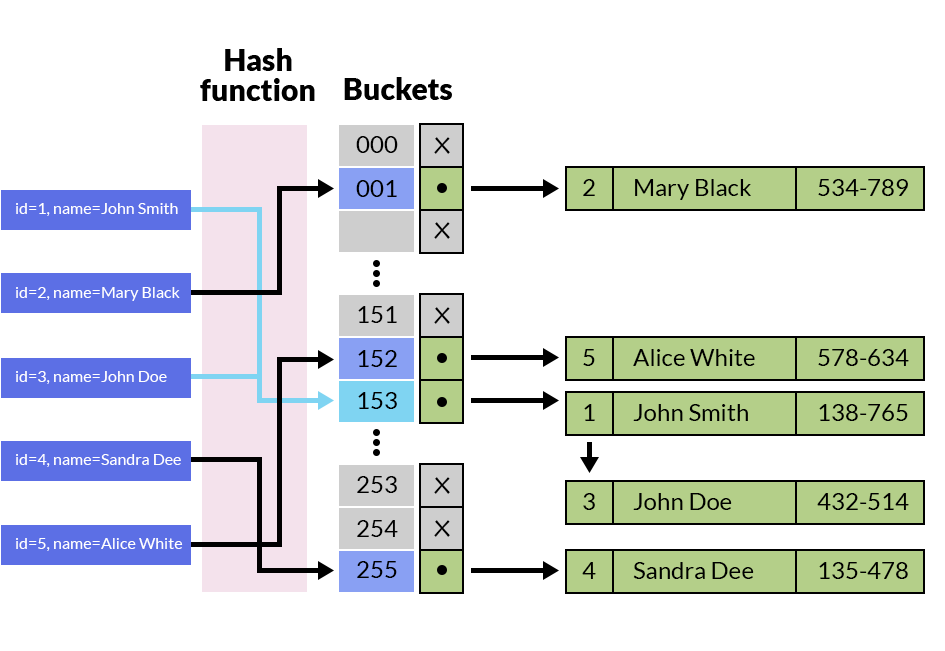 Hash
function
Buckets
id=1, name=John Smith
id=2, name=Mary Black
id=3, name=John Doe
id=4, name=Sandra Dee
id=5, name=Alice White
000
001
151
152
153
253
254
255
2 Mary Black 534-789
5 Alice White 578-634
1 John Smith 138-765
3 John Doe 432-514
4 Sandra Dee 135-478